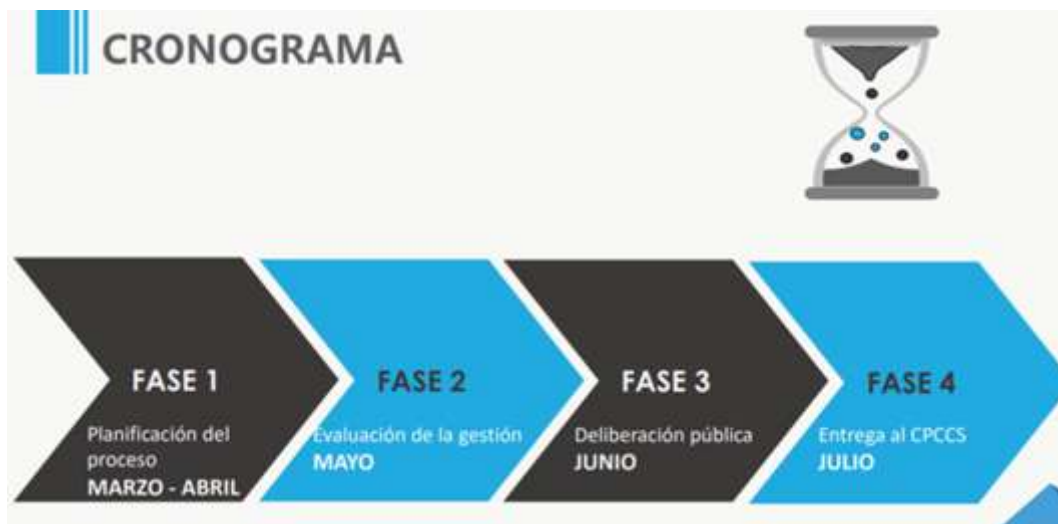 CRONOGRAMA
FASE 1
Planificación del
proceso
MARZO - ABRIL
FASE 2
Evaluación de la gestión
MAYO
FASE 3
Deliberación pública
JUNIO
FASE 4
Entrega al CPCCS
JULIO